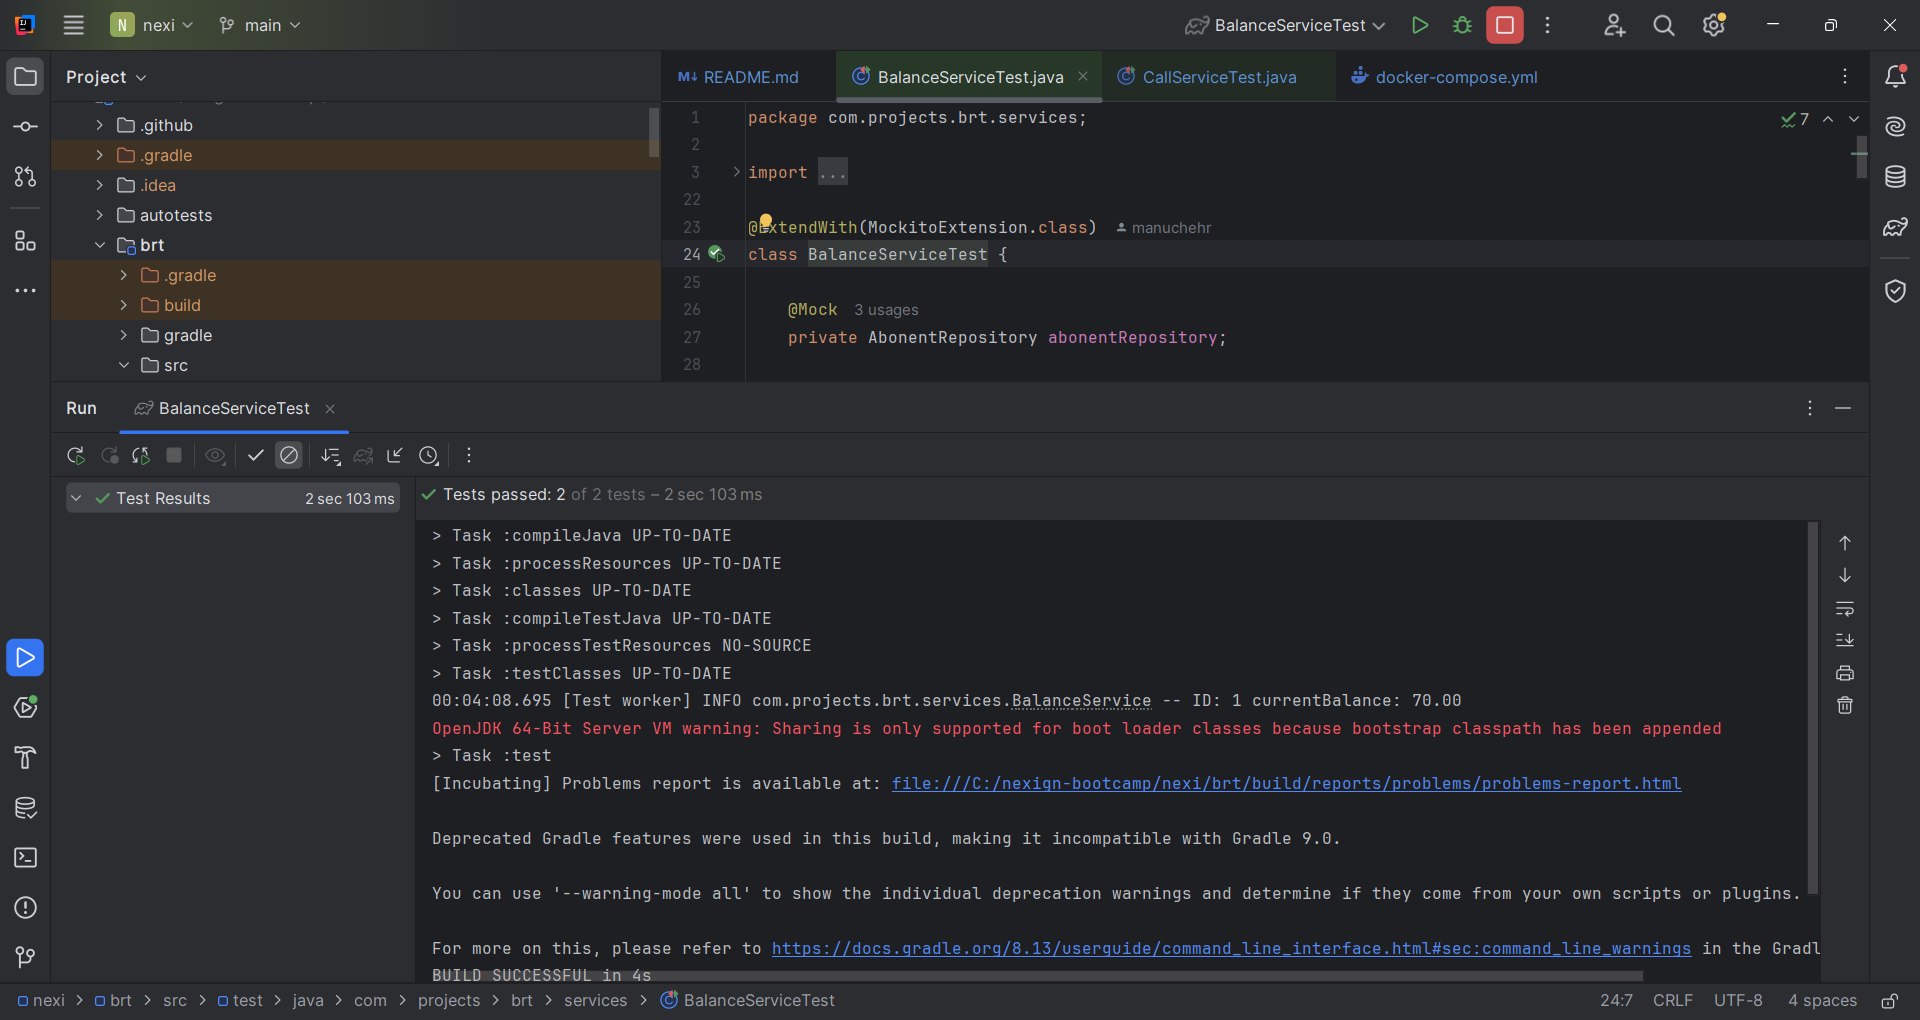 N nexi main BalanceServiceTest
Project
.github
.gradle
.idea
autotests
brt
.gradle
build
gradle
src
README.md BalanceServiceTest.java CallServiceTest.java docker-compose.yml
1 package com.projects.brt.services;
2
3 import ...
22
23 @ExtendWith(MockitoExtension.class) manuchehr
24 class BalanceServiceTest {
25
26 @Mock 3 usages
27 private AbonentRepository abonentRepository;
28
7
Run BalanceServiceTest
Test Results 2 sec 103 ms
Tests passed: 2 of 2 tests – 2 sec 103 ms
> Task :compileJava UP-TO-DATE
> Task :processResources UP-TO-DATE
> Task :classes UP-TO-DATE
> Task :compileTestJava UP-TO-DATE
> Task :processTestResources NO-SOURCE
> Task :testClasses UP-TO-DATE
00:04:08.695 [Test worker] INFO com.projects.brt.services.BalanceService -- ID: 1 currentBalance: 70.00
OpenJDK 64-Bit Server VM warning: Sharing is only supported for boot loader classes because bootstrap classpath has been appended
> Task :test
[Incubating] Problems report is available at: file:///C:/nexign-bootcamp/nexi/brt/build/reports/problems/problems-report.html
Deprecated Gradle features were used in this build, making it incompatible with Gradle 9.0.
You can use '--warning-mode all' to show the individual deprecation warnings and determine if they come from your own scripts or plugins.
For more on this, please refer to https://docs.gradle.org/8.13/userguide/command_line_interface.html#sec:command_line_warnings in the Gradl
BUILD SUCCESSFUL in 4s
nexi > brt > src > test > java > com > projects > brt > services > BalanceServiceTest 24:7 CRLF UTF-8 4 spaces